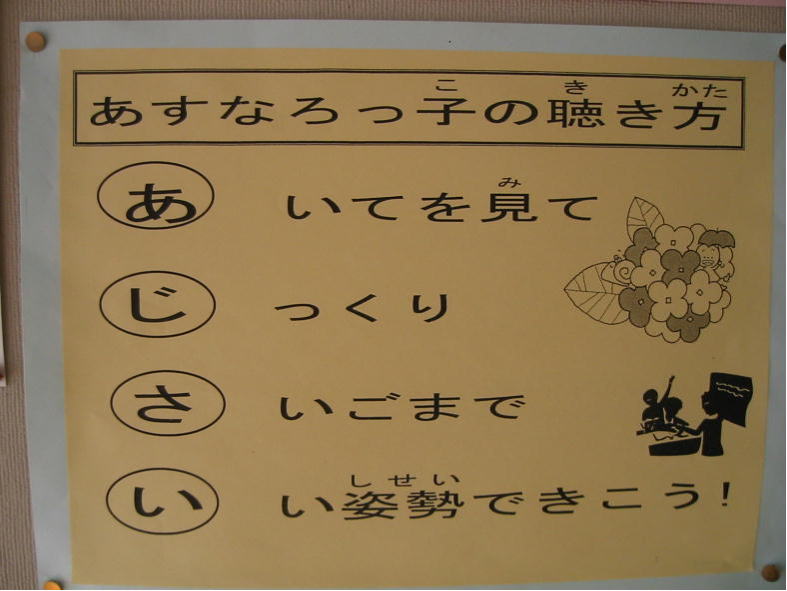 あすなろっ子の聴き方
あいてを見て
じつくり
さいごまで
いい姿勢できこう!